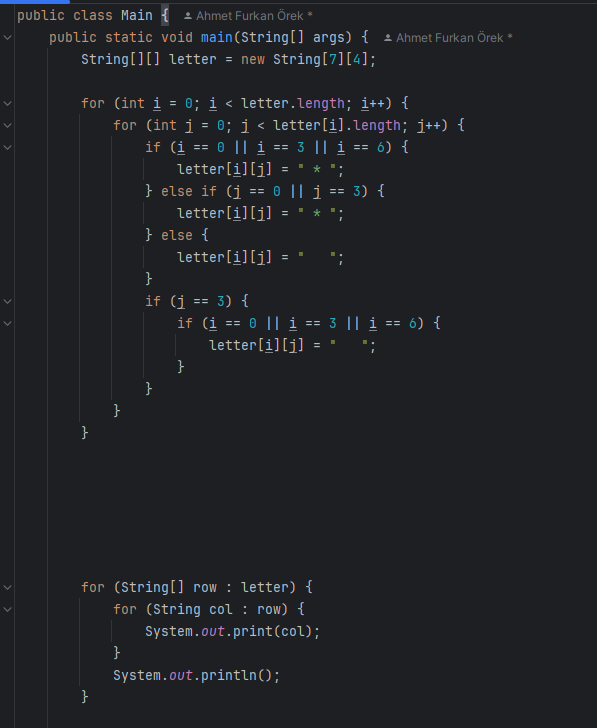 public class Main { Ahmet Furkan Örek *
public static void main(String[] args) { Ahmet Furkan Örek *
String[][] letter = new String[7][4];
for (int i = 0; i < letter.length; i++) {
for (int j = 0; j < letter[i].length; j++) {
if (i == 0 || i == 3 || i == 6) {
letter[i][j] = " * ";
} else if (j == 0 || j == 3) {
letter[i][j] = " * ";
} else {
letter[i][j] = "   ";
}
if (j == 3) {
if (i == 0 || i == 3 || i == 6) {
letter[i][j] = "   ";
}
}
}
}
for (String[] row : letter) {
for (String col : row) {
System.out.print(col);
}
System.out.println();
}